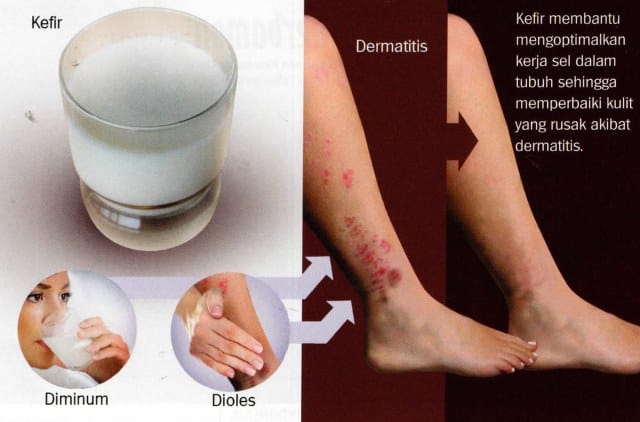 Kefir
Dermatitis
Kefir membantu
mengoptimalkan
kerja sel dalam
tubuh sehingga
memperbaiki kulit
yang rusak akibat
dermatitis.
Diminum
Dioles